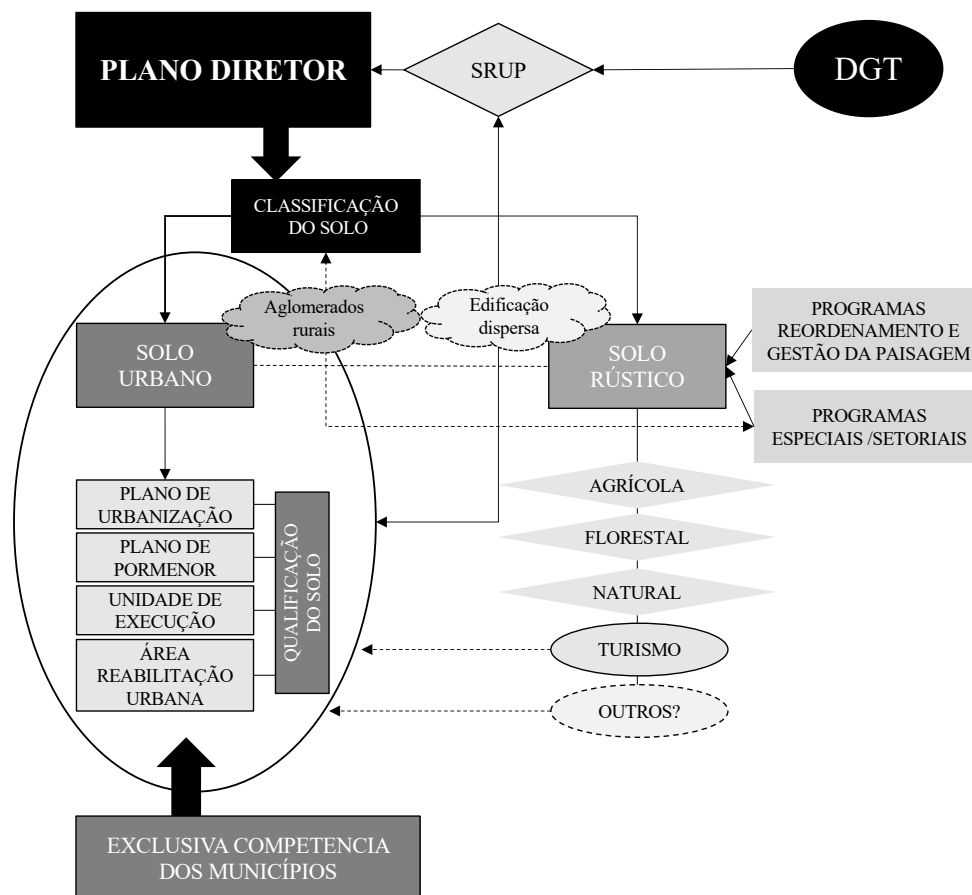 PLANO DIRETOR
SRUP
DGT
CLASSIFICAÇÃO
DO SOLO
Aglomerados
rurais
Edificação
dispersa
SOLO
URBANO
SOLO
RÚSTICO
PROGRAMAS
REORDENAMENTO E
GESTÃO DA PAISAGEM
PROGRAMAS
ESPECIAIS /SETORIAIS
PLANO DE
URBANIZAÇÃO
PLANO DE
PORMENOR
UNIDADE DE
EXECUÇÃO
ÁREA
REABILITAÇÃO
URBANA
QUALIFICAÇÃO
DO SOLO
AGRÍCOLA
FLORESTAL
NATURAL
TURISMO
OUTROS?
EXCLUSIVA COMPETENCIA
DOS MUNICÍPIOS